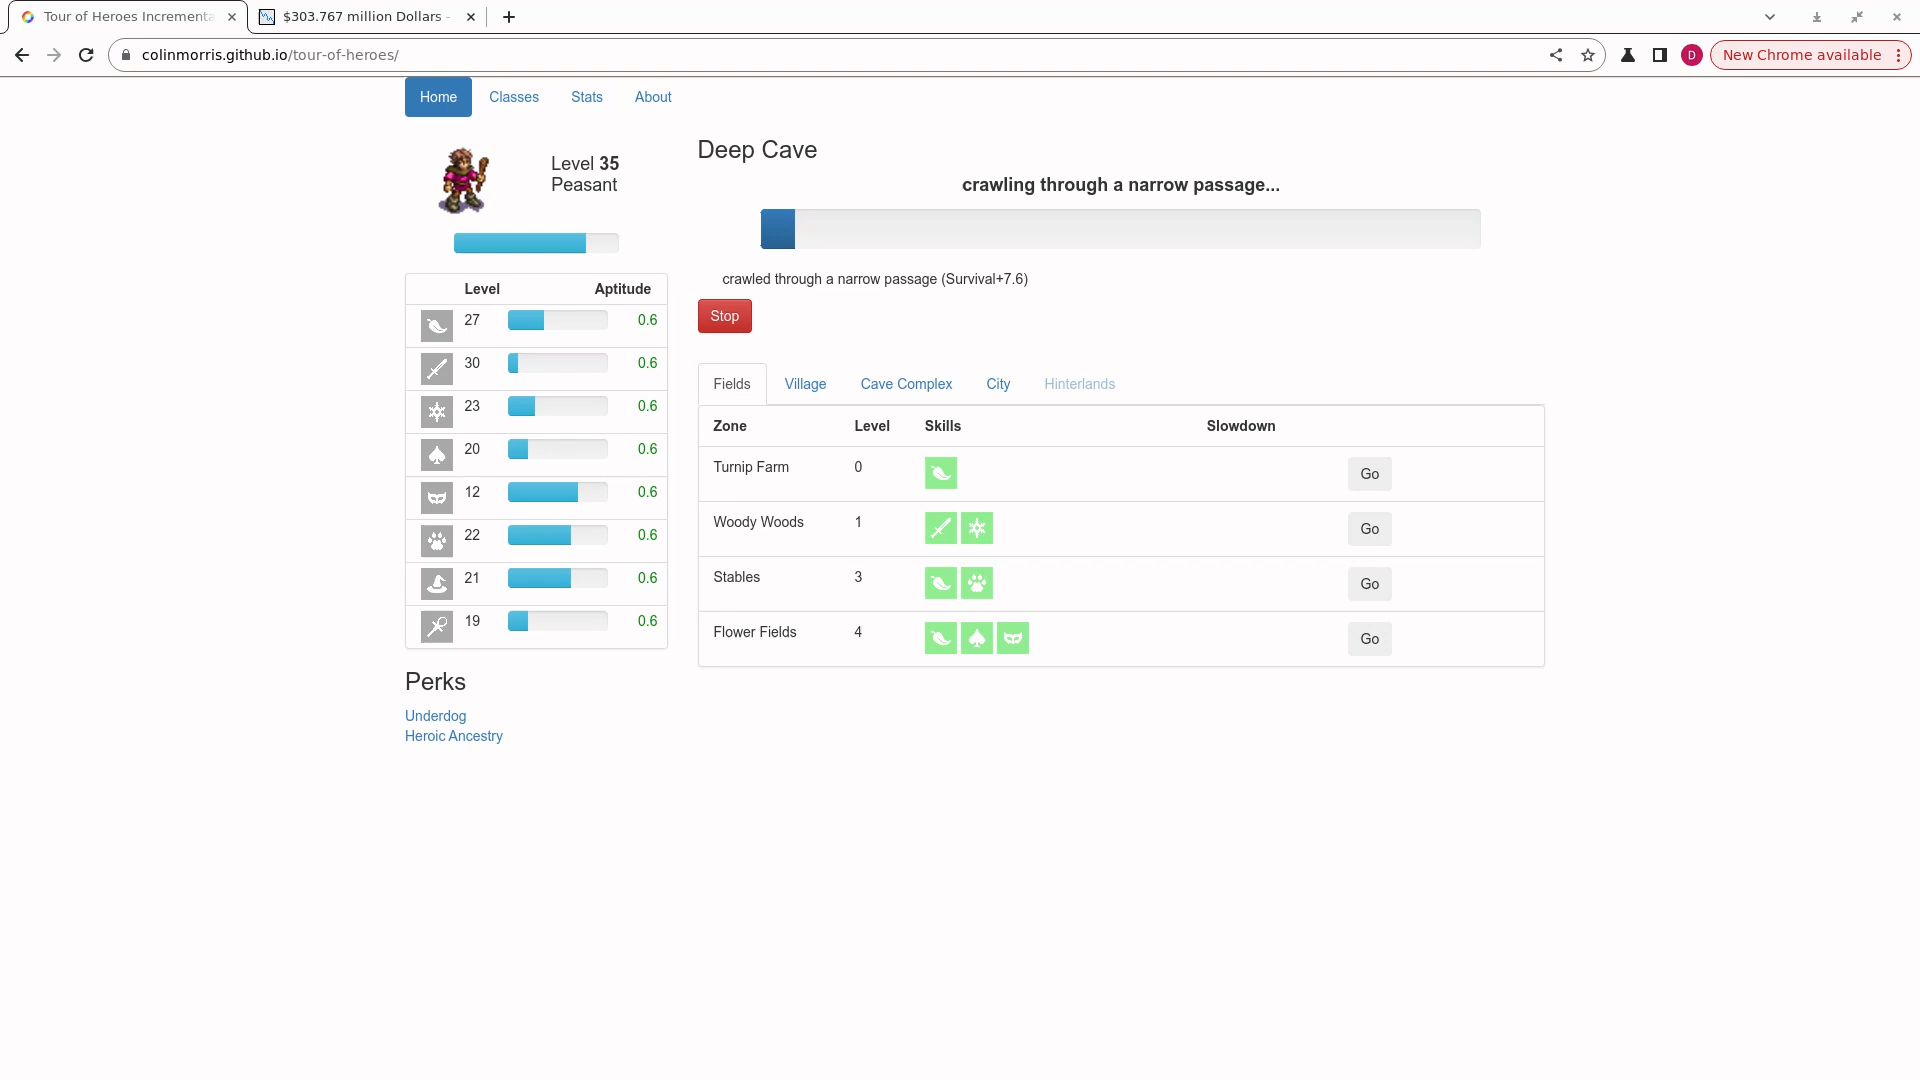 Tour of Heroes Incrementa
$303.767 million Dollars -
colinmorris.github.io/tour-of-heroes/
D
New Chrome available
Home Classes Stats About
Level 35
Peasant
Level Aptitude
27 0.6
30 0.6
23 0.6
20 0.6
12 0.6
22 0.6
21 0.6
19 0.6
Perks
Underdog
Heroic Ancestry
Deep Cave
crawling through a narrow passage...
crawled through a narrow passage (Survival+7.6)
Stop
Fields Village Cave Complex City Hinterlands
Zone Level Skills Slowdown
Turnip Farm 0 Go
Woody Woods 1 Go
Stables 3 Go
Flower Fields 4 Go